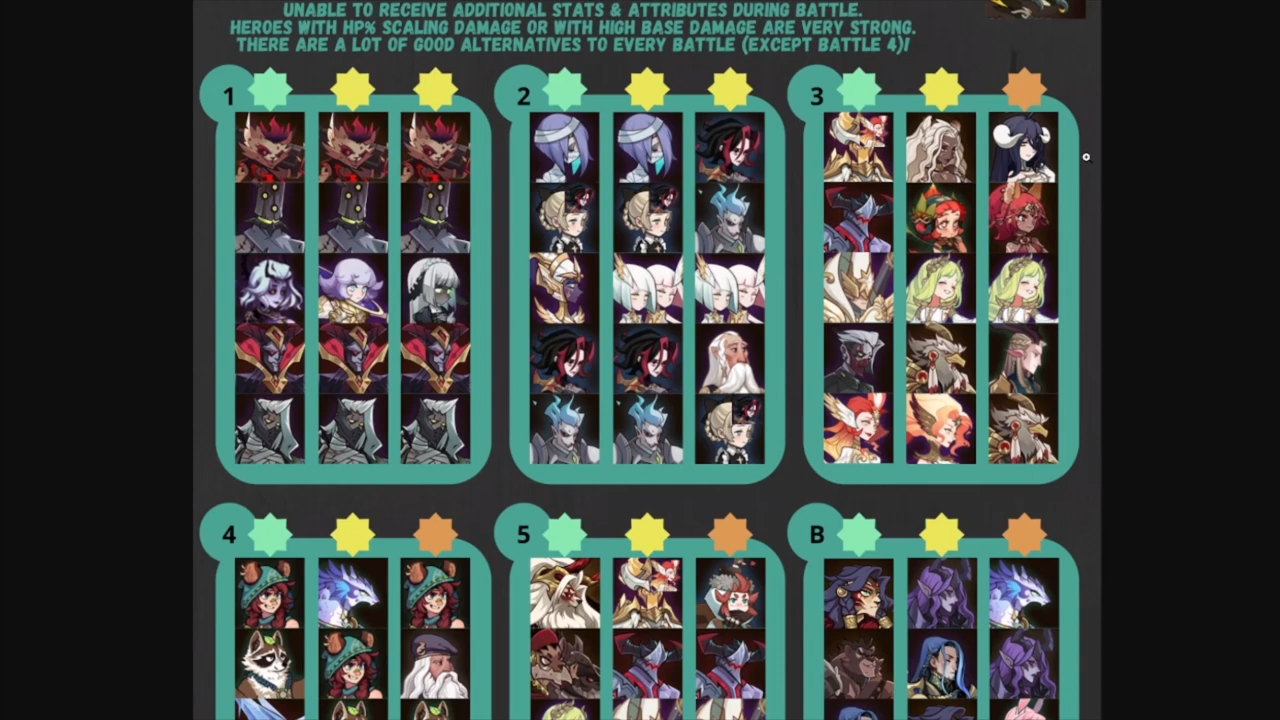 UNABLE TO RECEIVE ADDITIONAL STATS & ATTRIBUTES DURING BATTLE.
HEROES WITH HP% SCALING DAMAGE OR WITH HIGH BASE DAMAGE ARE VERY STRONG.
THERE ARE A LOT OF GOOD ALTERNATIVES TO EVERY BATTLE (EXCEPT BATTLE 4)!
1
2
3
4
5
B